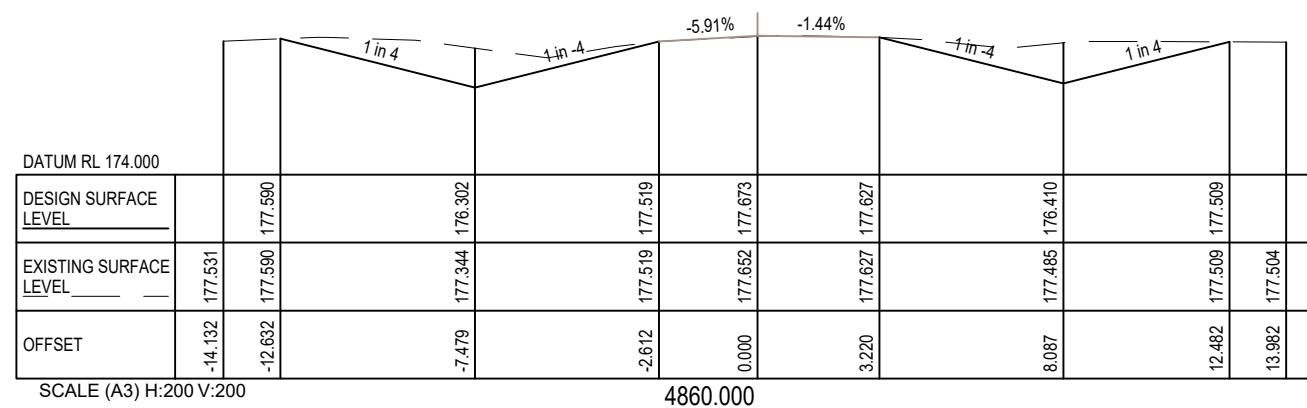 -5.91% -1.44%
1 in 4 1 in -4 1 in -4 1 in 4
DATUM RL 174.000
DESIGN SURFACE
LEVEL
177.590 176.302 177.519 177.673 177.627 176.410 177.509
EXISTING SURFACE
LEVEL
177.531 177.590 177.344 177.519 177.652 177.627 177.485 177.509 177.504
OFFSET
-14.132 -12.632 -7.479 -2.612 0.000 3.220 8.087 12.482 13.982
SCALE (A3) H:200 V:200
4860.000